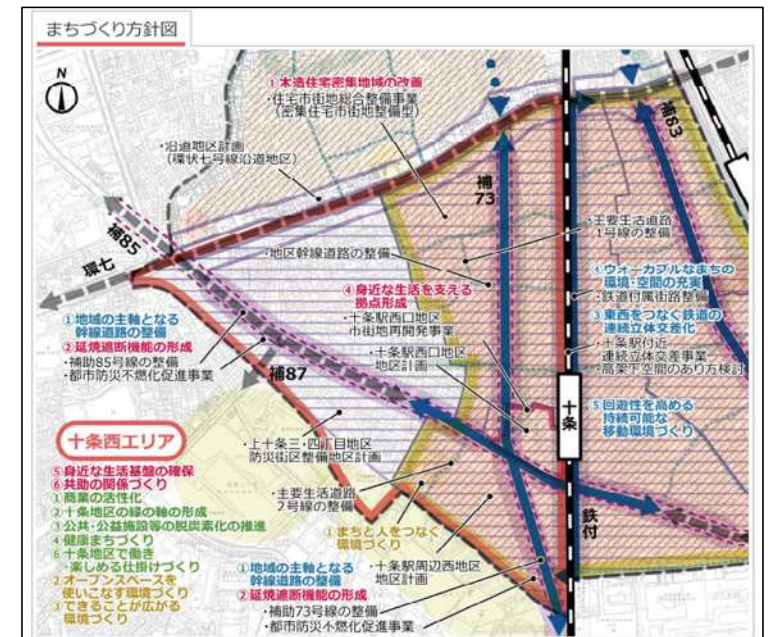 まちづくり方針図
N
①木造住宅密集地域の改善
・住宅市街地総合整備事業
（密集住宅市街地整備型）
・沿道地区計画
（環状七号線沿道地区）
補83
補73
補85
環七
・主要生活道路
1号線の整備
・地区幹線道路の整備
④ウォーカブルなまちの
環境・空間の充実
・鉄道付属街路整備
④身近な生活を支える
拠点形成
・十条駅西口地区
市街地再開発事業
・十条駅西口地区
地区計画
③東西をつなぐ鉄道の
連続立体交差化
・十条駅付近
連続立体交差事業
・高架下空間のあり方検討
①地域の主軸となる
幹線道路の整備
②延焼遮断機能の形成
・補助85号線の整備
・都市防災不燃化促進事業
補87
十条
⑤回遊性を高める
持続可能な
移動環境づくり
十条西エリア
・上十条三・四丁目地区
防災街区整備地区計画
⑤身近な生活基盤の確保
⑥共助の関係づくり
①商業の活性化
②十条地区の緑の軸の形成
③公共・公益施設等の脱炭素化の推進
④健康まちづくり
⑥十条地区で働き
・楽しめる仕掛けづくり
②オープンスペースを
使いこなす環境づくり
③できることが広がる
環境づくり
・主要生活道路
2号線の整備
①まちと人をつなぐ
環境づくり
鉄付
・十条駅周辺西地区
地区計画
①地域の主軸となる
幹線道路の整備
②延焼遮断機能の形成
・補助73号線の整備
・都市防災不燃化促進事業